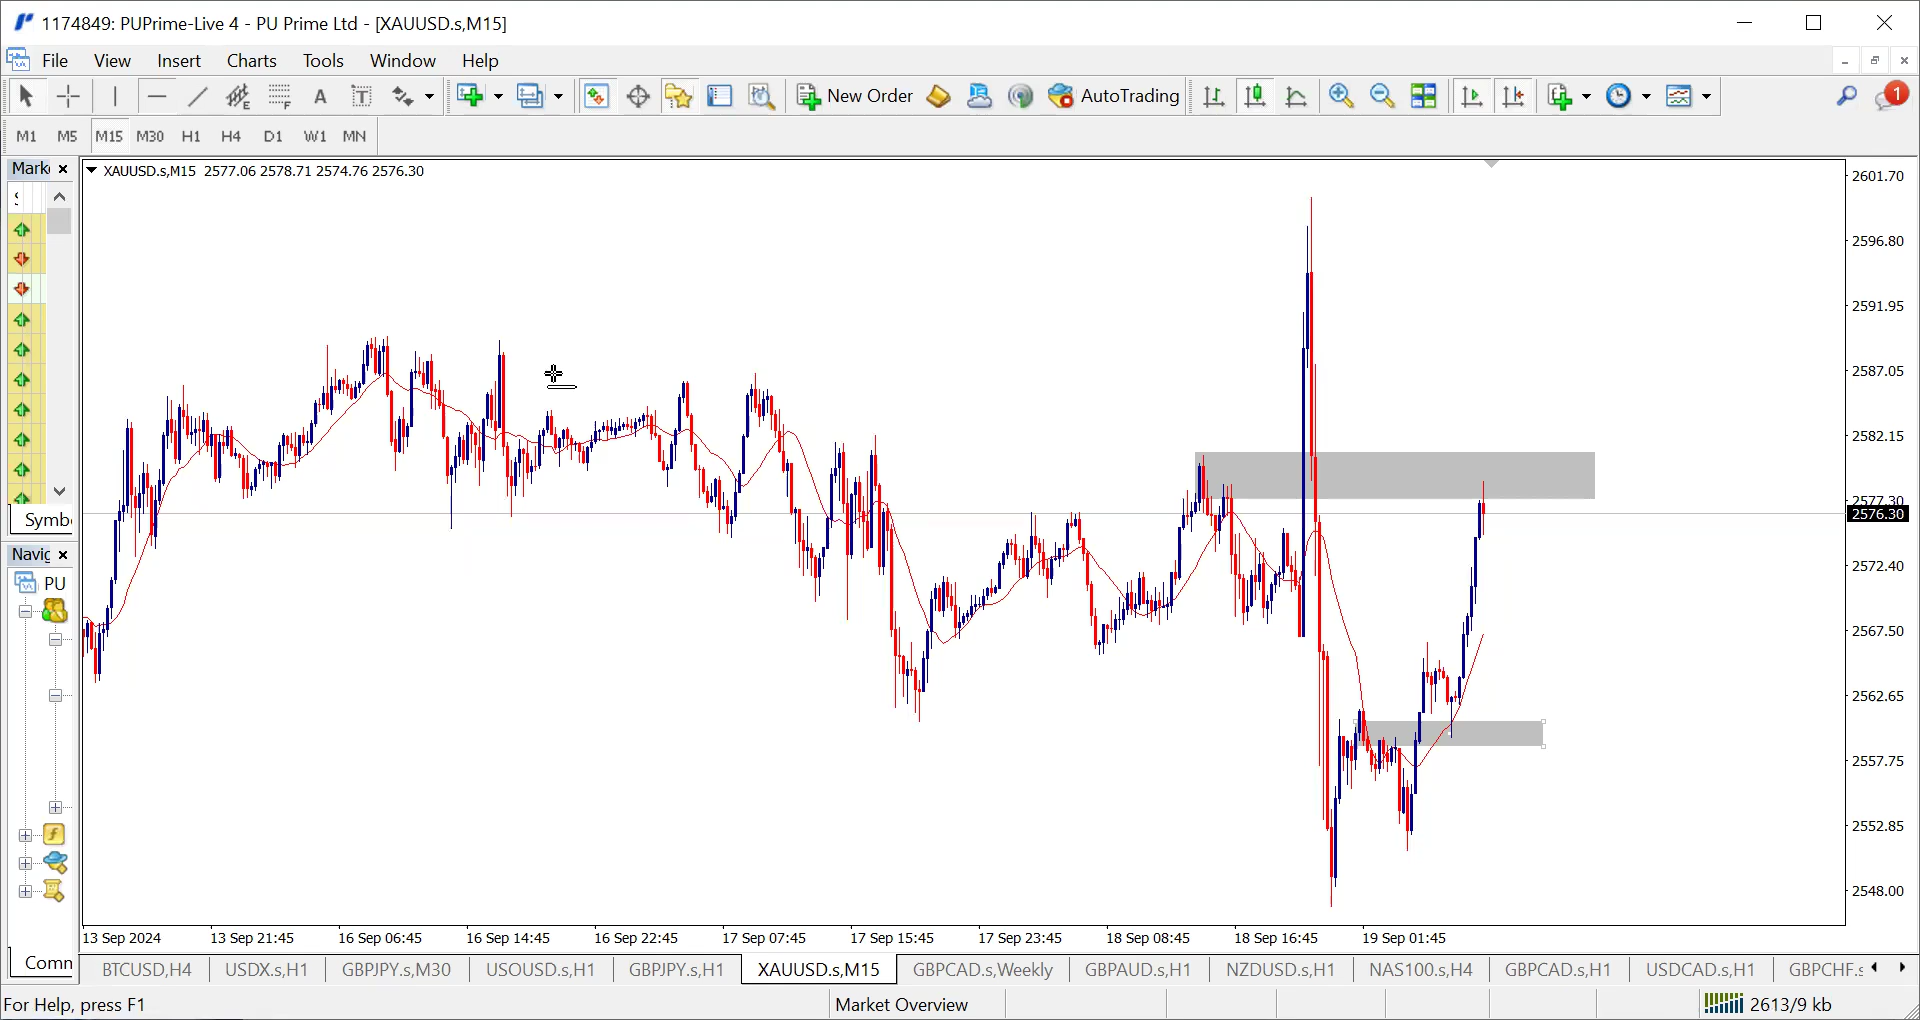 1174849: PUPrime-Live 4 - PU Prime Ltd - [XAUUSD.s,M15]
File View Insert Charts Tools Window Help
New Order AutoTrading 1
M1 M5 M15 M30 H1 H4 D1 W1 MN
Mark
XAUUSD.s,M15 2577.06 2578.71 2574.76 2576.30
2601.70
2596.80
2591.95
2587.05
2582.15
2577.30
2576.30
2572.40
2567.50
2562.65
2557.75
2552.85
2548.00
Symb
Navig
PU
Comn
13 Sep 2024 13 Sep 21:45 16 Sep 06:45 16 Sep 14:45 16 Sep 22:45 17 Sep 07:45 17 Sep 15:45 17 Sep 23:45 18 Sep 08:45 18 Sep 16:45 19 Sep 01:45
BTCUSD,H4 USDX.s,H1 GBPJPY.s,M30 USOUSD.s,H1 GBPJPY.s,H1 XAUUSD.s,M15 GBPCAD.s,Weekly GBPAUD.s,H1 NZDUSD.s,H1 NAS100.s,H4 GBPCAD.s,H1 USDCAD.s,H1 GBPCHF.s
For Help, press F1 Market Overview 2613/9 kb